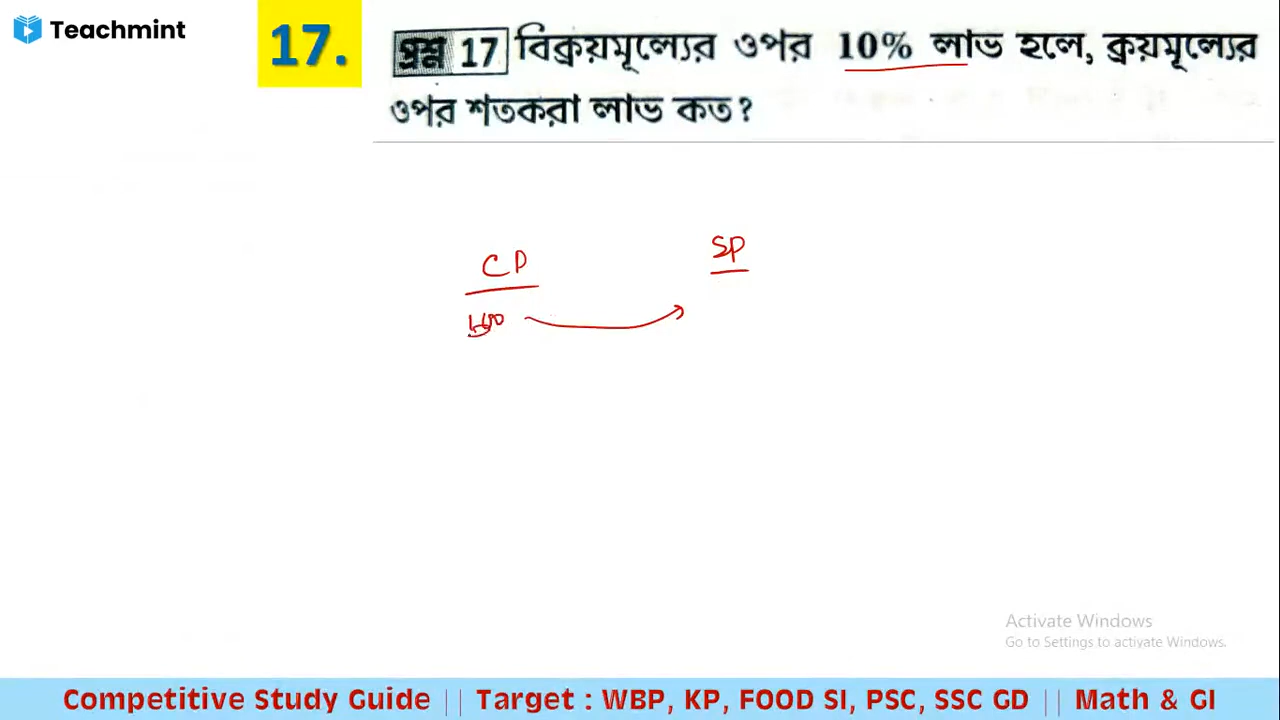 Teachmint
17.
প্রশ্ন 17 বিক্রয়মূল্যের ওপর 10% লাভ হলে, ক্রয়মূল্যের
ওপর শতকরা লাভ কত?
CP
SP
Activate Windows
Go to Settings to activate Windows.
Competitive Study Guide || Target : WBP, KP, FOOD SI, PSC, SSC GD || Math & GI